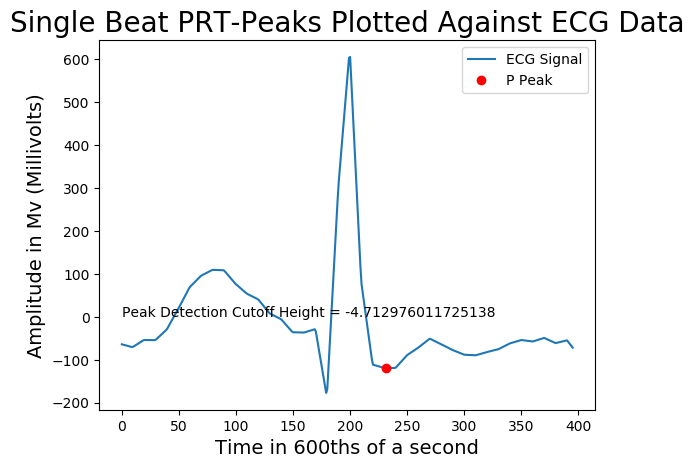 Single Beat PRT-Peaks Plotted Against ECG Data
ECG Signal
P Peak
Amplitude in Mv (Millivolts)
600
500
400
300
200
100
0
−100
−200
Peak Detection Cutoff Height = -4.712976011725138
0 50 100 150 200 250 300 350 400
Time in 600ths of a second